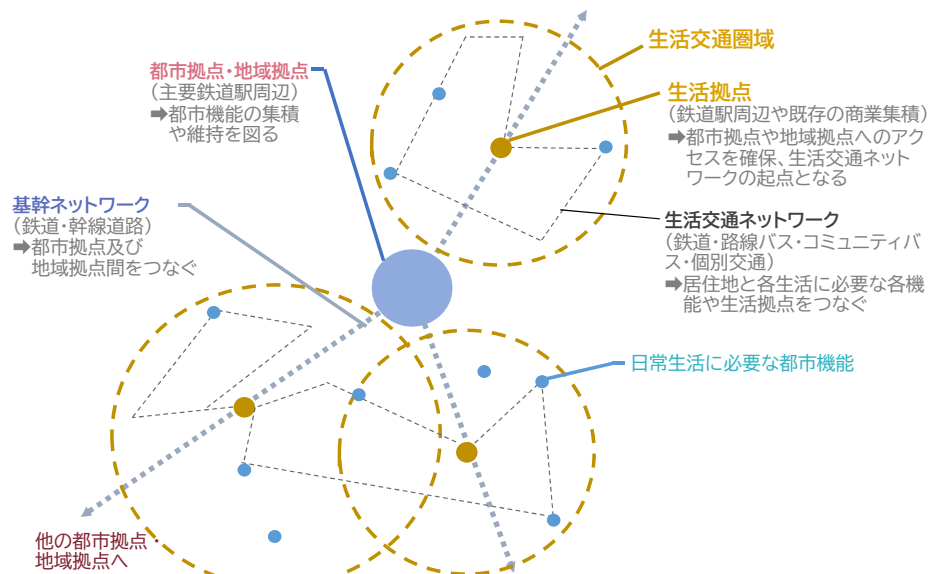 都市拠点・地域拠点
（主要鉄道駅周辺）
➡都市機能の集積
や維持を図る
生活交通圏域
生活拠点
（鉄道駅周辺や既存の商業集積）
➡都市拠点や地域拠点へのアク
セスを確保、生活交通ネット
ワークの起点となる
基幹ネットワーク
（鉄道・幹線道路）
➡都市拠点及び
地域拠点間をつなぐ
生活交通ネットワーク
（鉄道・路線バス・コミュニティバ
ス・個別交通）
➡居住地と各生活に必要な各機
能や生活拠点をつなぐ
日常生活に必要な都市機能
他の都市拠点・
地域拠点へ